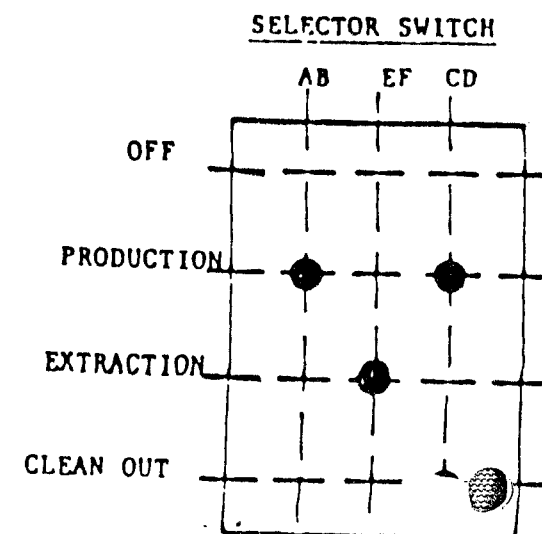 SELECTOR SWITCH
AB EF CD
OFF
PRODUCTION
EXTRACTION
CLEAN OUT